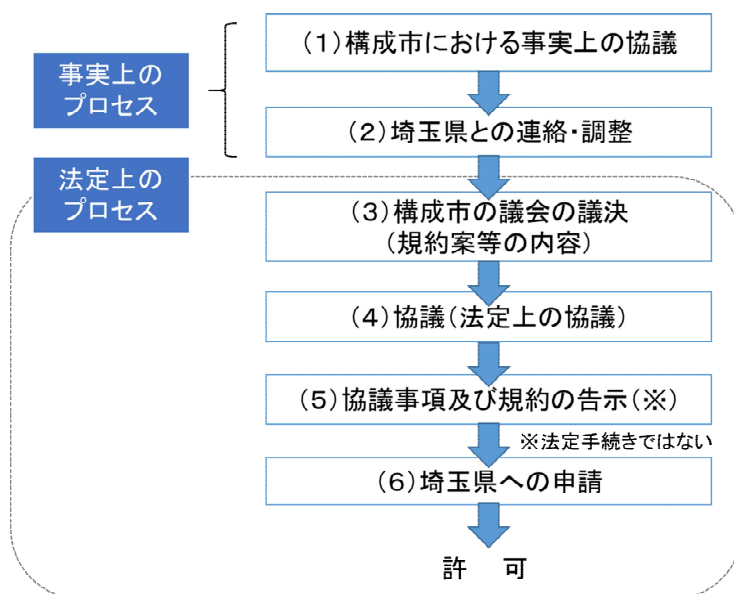 (1)構成市における事実上の協議
事実上の
プロセス
(2)埼玉県との連絡・調整
法定上の
プロセス
(3)構成市の議会の議決
(規約案等の内容)
(4)協議(法定上の協議)
(5)協議事項及び規約の告示(※)
※法定手続きではない
(6)埼玉県への申請
許　可